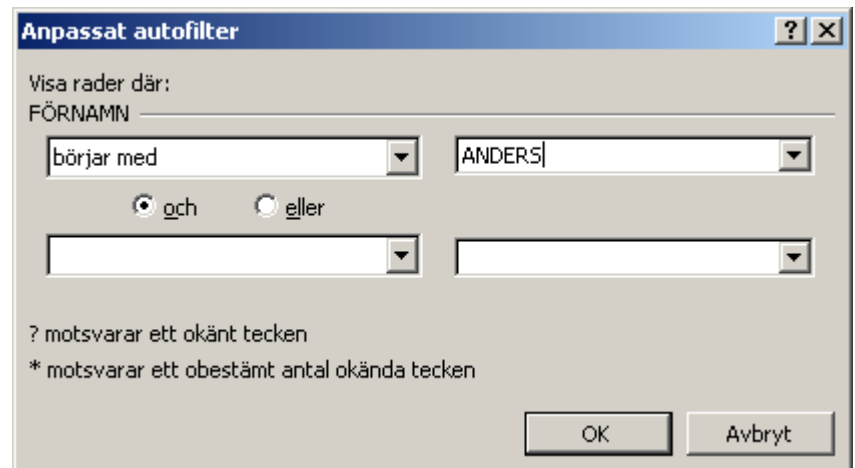 Anpassat autofilter
Visa rader där:
FÖRNAMN
börjar med ANDERS
och eller
? motsvarar ett okänt tecken
* motsvarar ett obestämt antal okända tecken
OK Avbryt